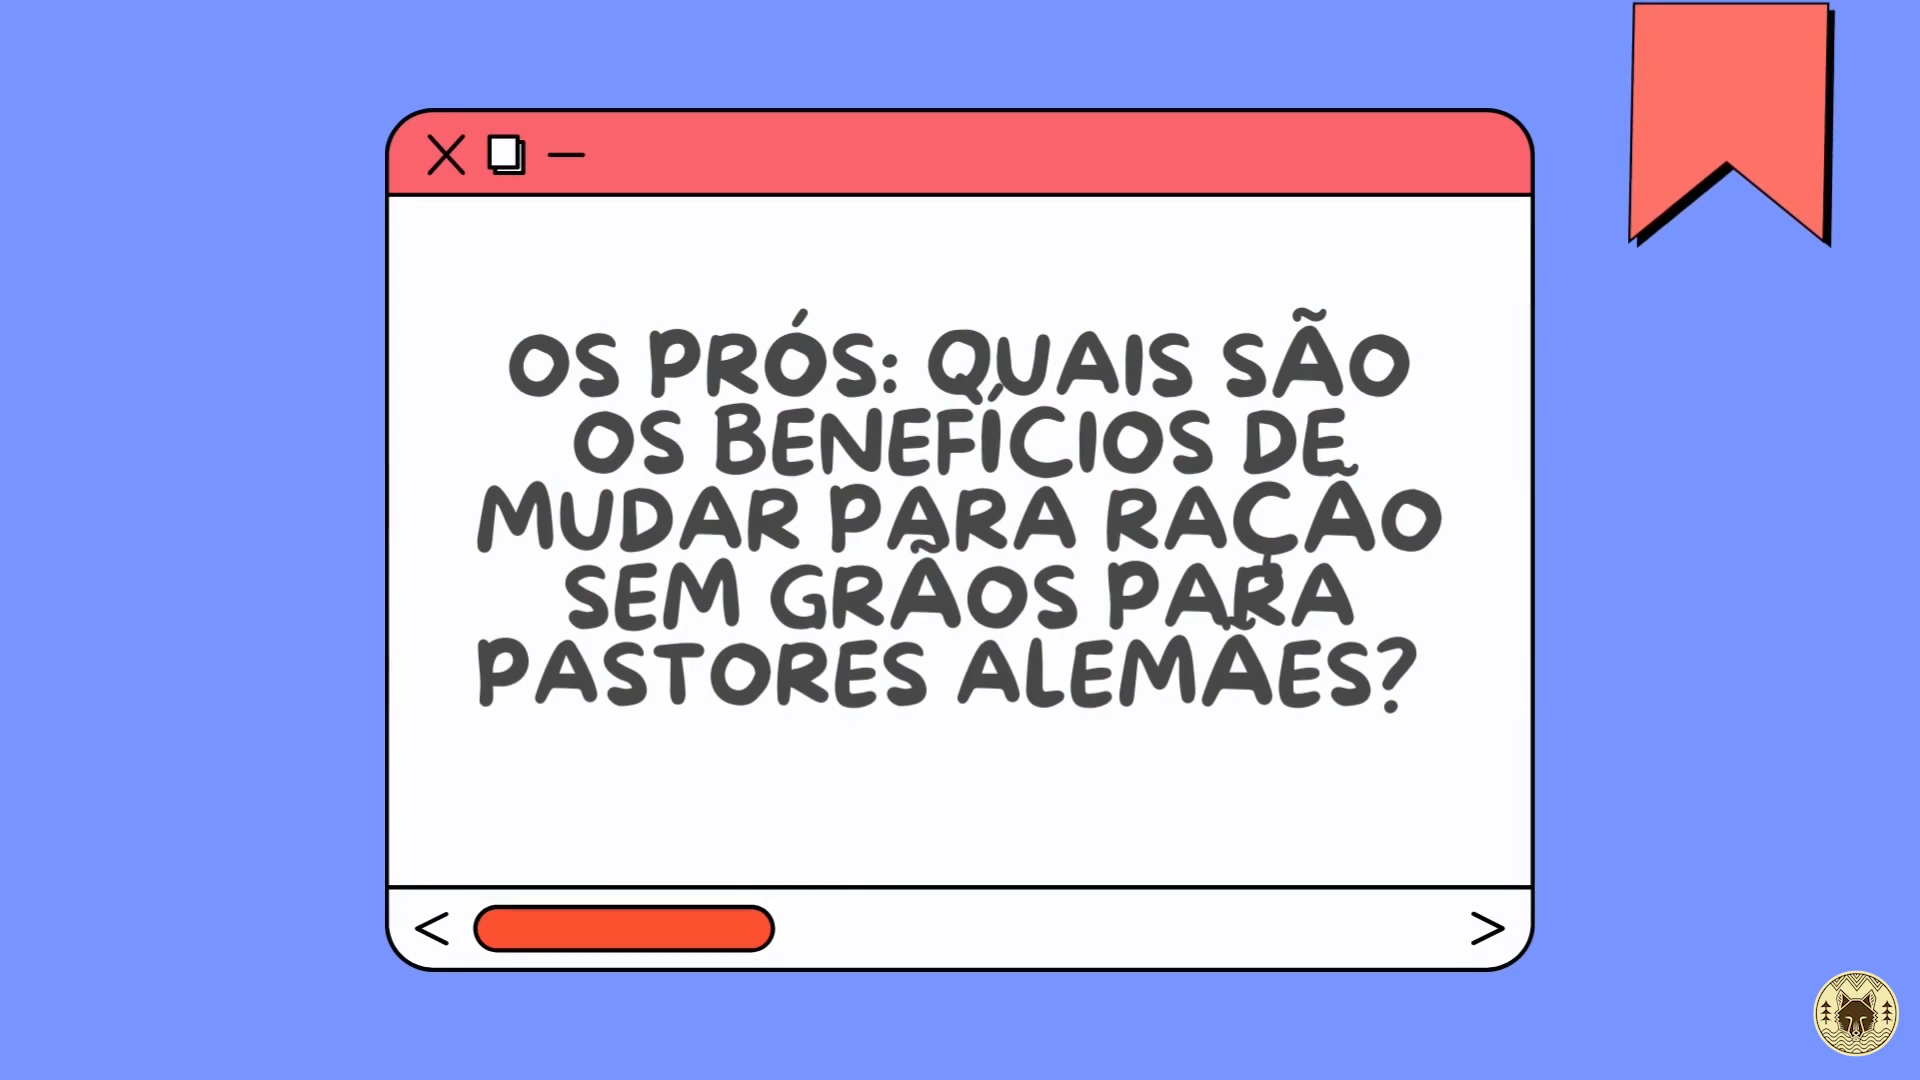 OS PRÓS: QUAIS SÃO
OS BENEFÍCIOS DE
MUDAR PARA RAÇÃO
SEM GRÃOS PARA
PASTORES ALEMÃES?